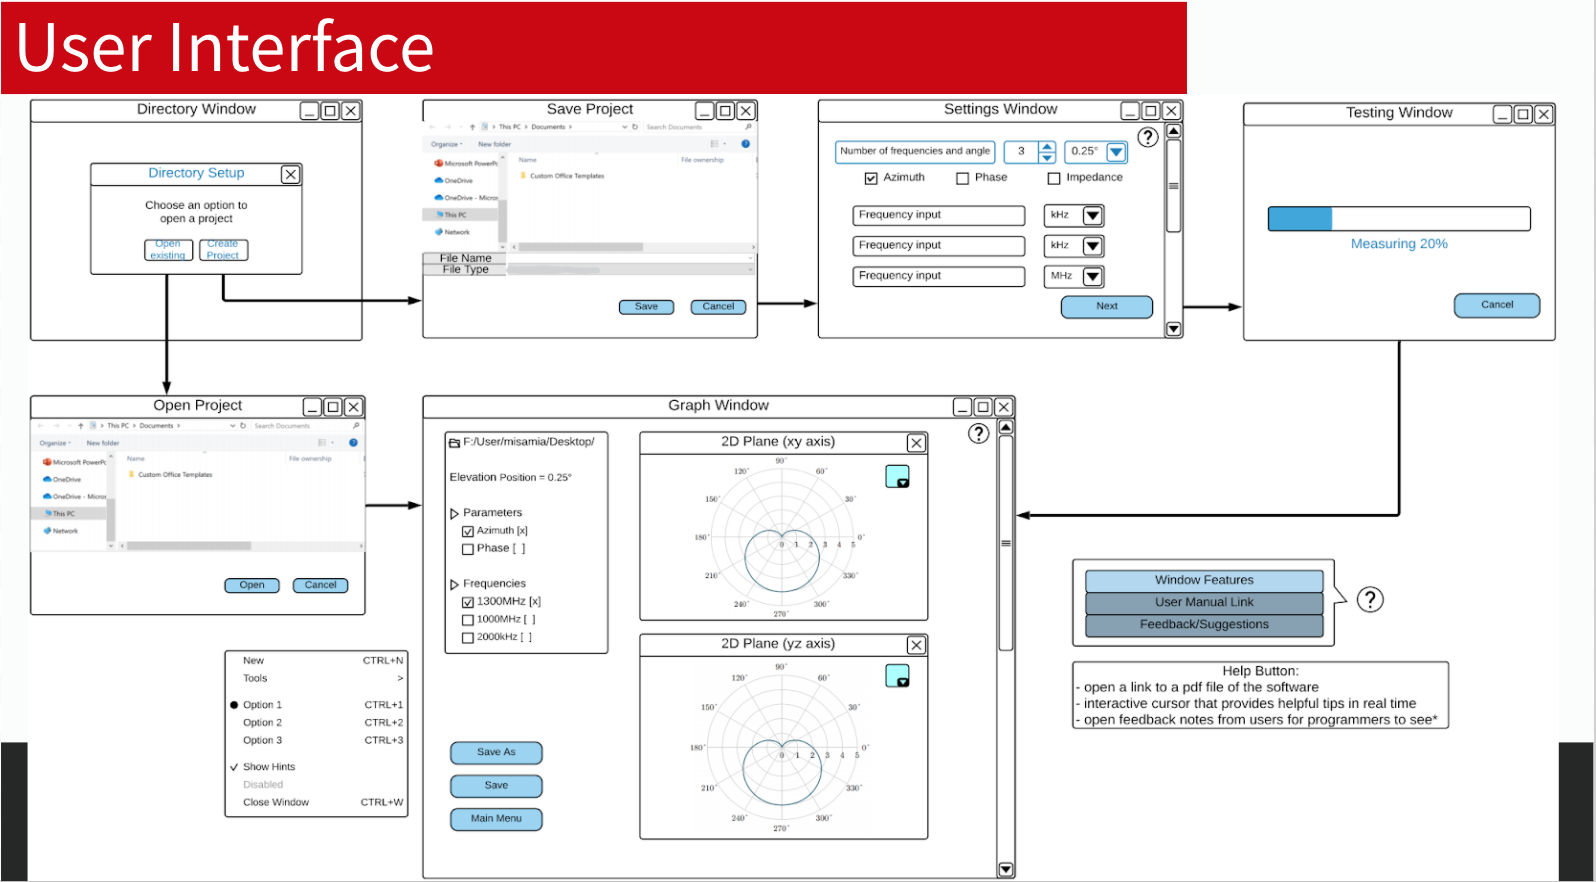 User Interface
Directory Window
Directory Setup
Choose an option to
open a project
Open
existing
Create
Project
Save Project
This PC > Documents >
Search Documents
Organize
New folder
Microsoft PowerPo
OneDrive
OneDrive - Micros
This PC
Network
Name
File ownership
Custom Office Templates
File Name
File Type
Save
Cancel
Settings Window
?
Number of frequencies and angle
3
0.25°
Azimuth
Phase
Impedance
Frequency input
kHz
Frequency input
kHz
Frequency input
MHz
Next
Testing Window
Measuring 20%
Cancel
Open Project
This PC > Documents >
Search Documents
Organize
New folder
Microsoft PowerPo
OneDrive
OneDrive - Micros
This PC
Network
Name
File ownership
Custom Office Templates
Open
Cancel
New CTRL+N
Tools >
Option 1 CTRL+1
Option 2 CTRL+2
Option 3 CTRL+3
Show Hints
Disabled
Close Window CTRL+W
Graph Window
?
F:/User/misamia/Desktop/
Elevation Position = 0.25°
Parameters
Azimuth [x]
Phase [ ]
Frequencies
1300MHz [x]
1000MHz [ ]
2000kHz [ ]
Save As
Save
Main Menu
2D Plane (xy axis)
90°
120° 60°
150° 30°
180° 0 1 2 3 4 5 0°
210° 330°
240° 300°
270°
2D Plane (yz axis)
90°
120° 60°
150° 30°
180° 0 1 2 3 4 5 0°
210° 330°
240° 300°
270°
Window Features
User Manual Link
Feedback/Suggestions
?
Help Button:
- open a link to a pdf file of the software
- interactive cursor that provides helpful tips in real time
- open feedback notes from users for programmers to see*